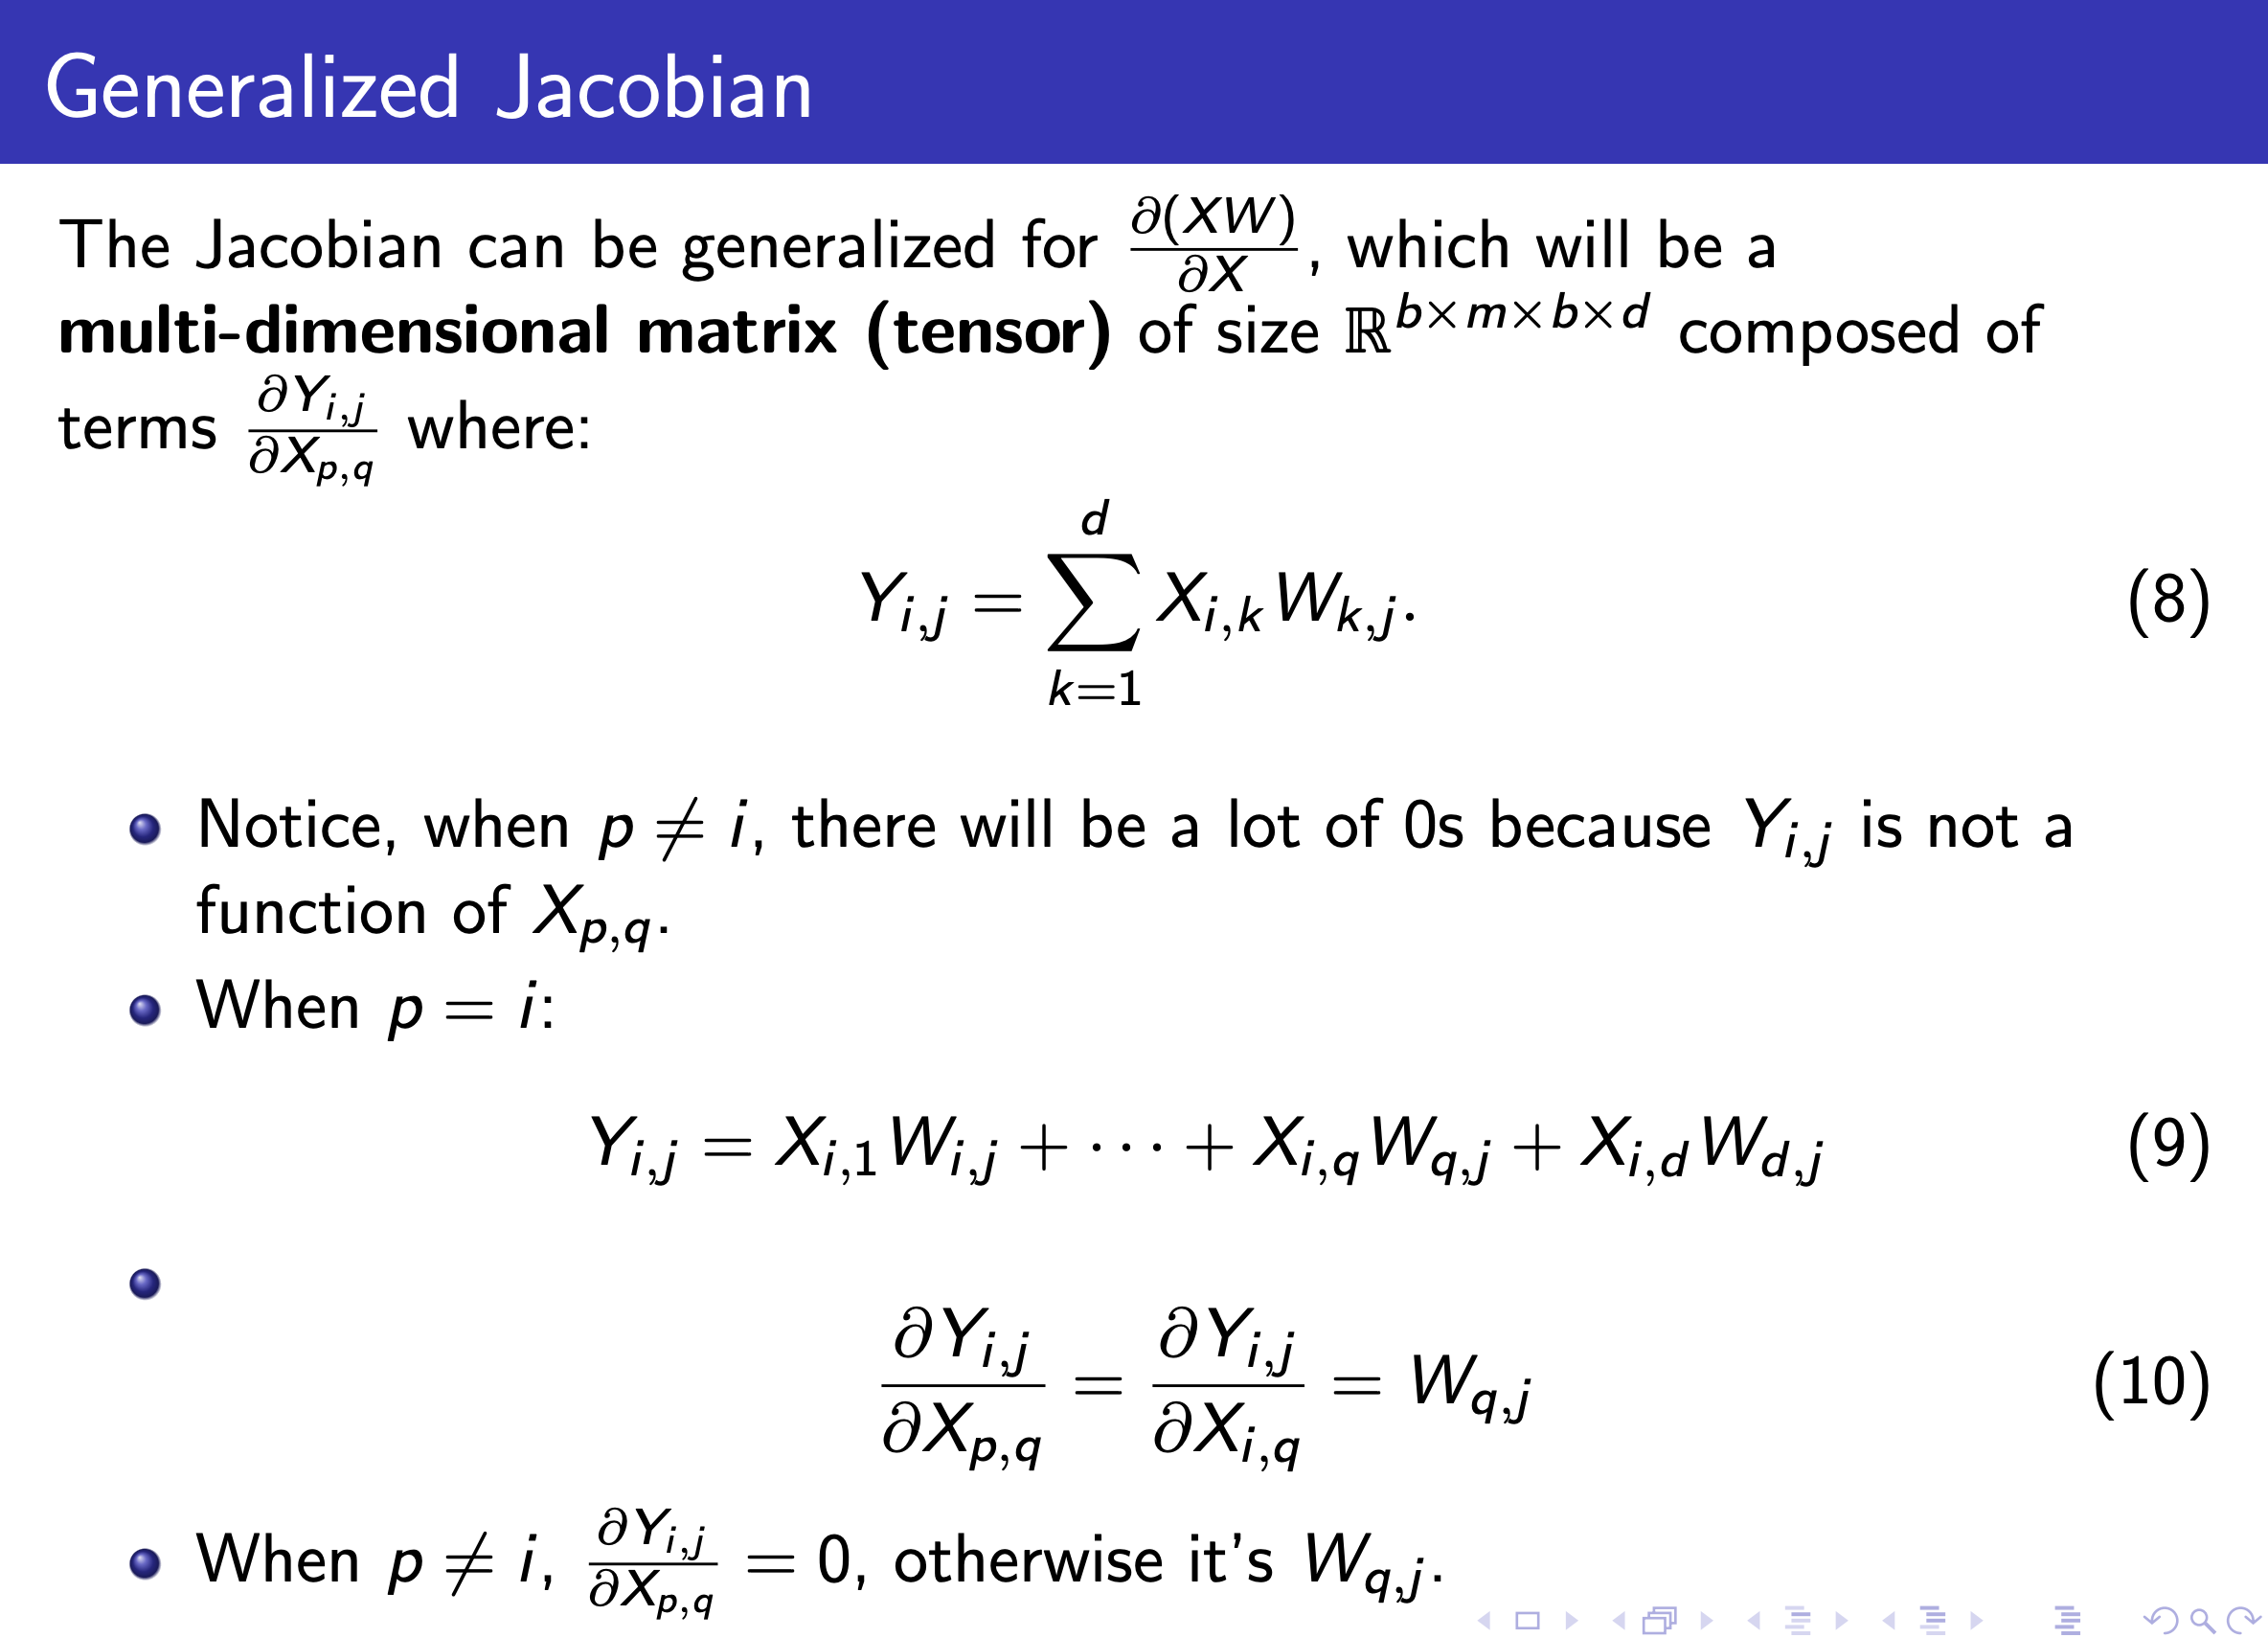 Generalized Jacobian
The Jacobian can be generalized for $\frac{\partial(XW)}{\partial X}$, which will be a
multi-dimensional matrix (tensor) of size $\mathbb{R}^{b \times m \times b \times d}$ composed of
terms $\frac{\partial Y_{i,j}}{\partial X_{p,q}}$ where:
$Y_{i,j} = \sum_{k=1}^{d} X_{i,k} W_{k,j}.$ (8)
Notice, when $p \neq i$, there will be a lot of 0s because $Y_{i,j}$ is not a
function of $X_{p,q}$.
When $p = i$:
$Y_{i,j} = X_{i,1} W_{i,j} + \cdots + X_{i,q} W_{q,j} + X_{i,d} W_{d,j}$ (9)
$\frac{\partial Y_{i,j}}{\partial X_{p,q}} = \frac{\partial Y_{i,j}}{\partial X_{i,q}} = W_{q,j}$ (10)
When $p \neq i$, $\frac{\partial Y_{i,j}}{\partial X_{p,q}} = 0$, otherwise it's $W_{q,j}$.